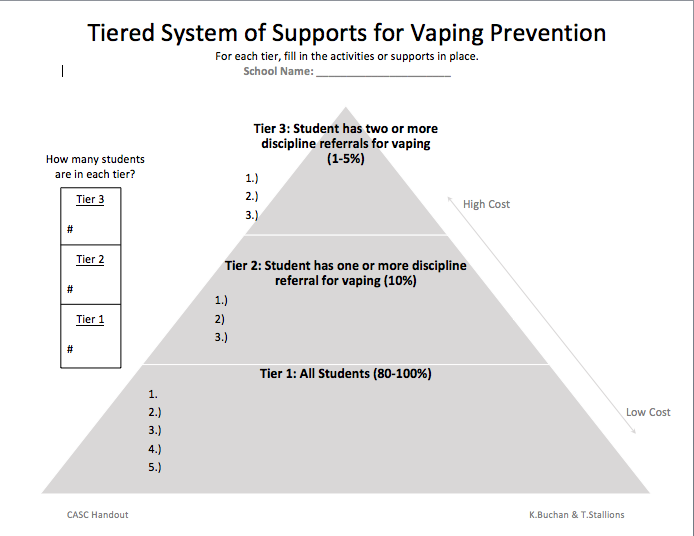 Tiered System of Supports for Vaping Prevention
For each tier, fill in the activities or supports in place.
School Name: ______________________
Tier 3: Student has two or more
discipline referrals for vaping
(1-5%)
1.)
2.)
3.)
How many students
are in each tier?
Tier 3
#
Tier 2
#
Tier 1
#
High Cost
Tier 2: Student has one or more discipline
referral for vaping (10%)
1.)
2)
3.)
Tier 1: All Students (80-100%)
1.
2.)
3.)
4.)
5.)
Low Cost
CASC Handout
K.Buchan & T.Stallions